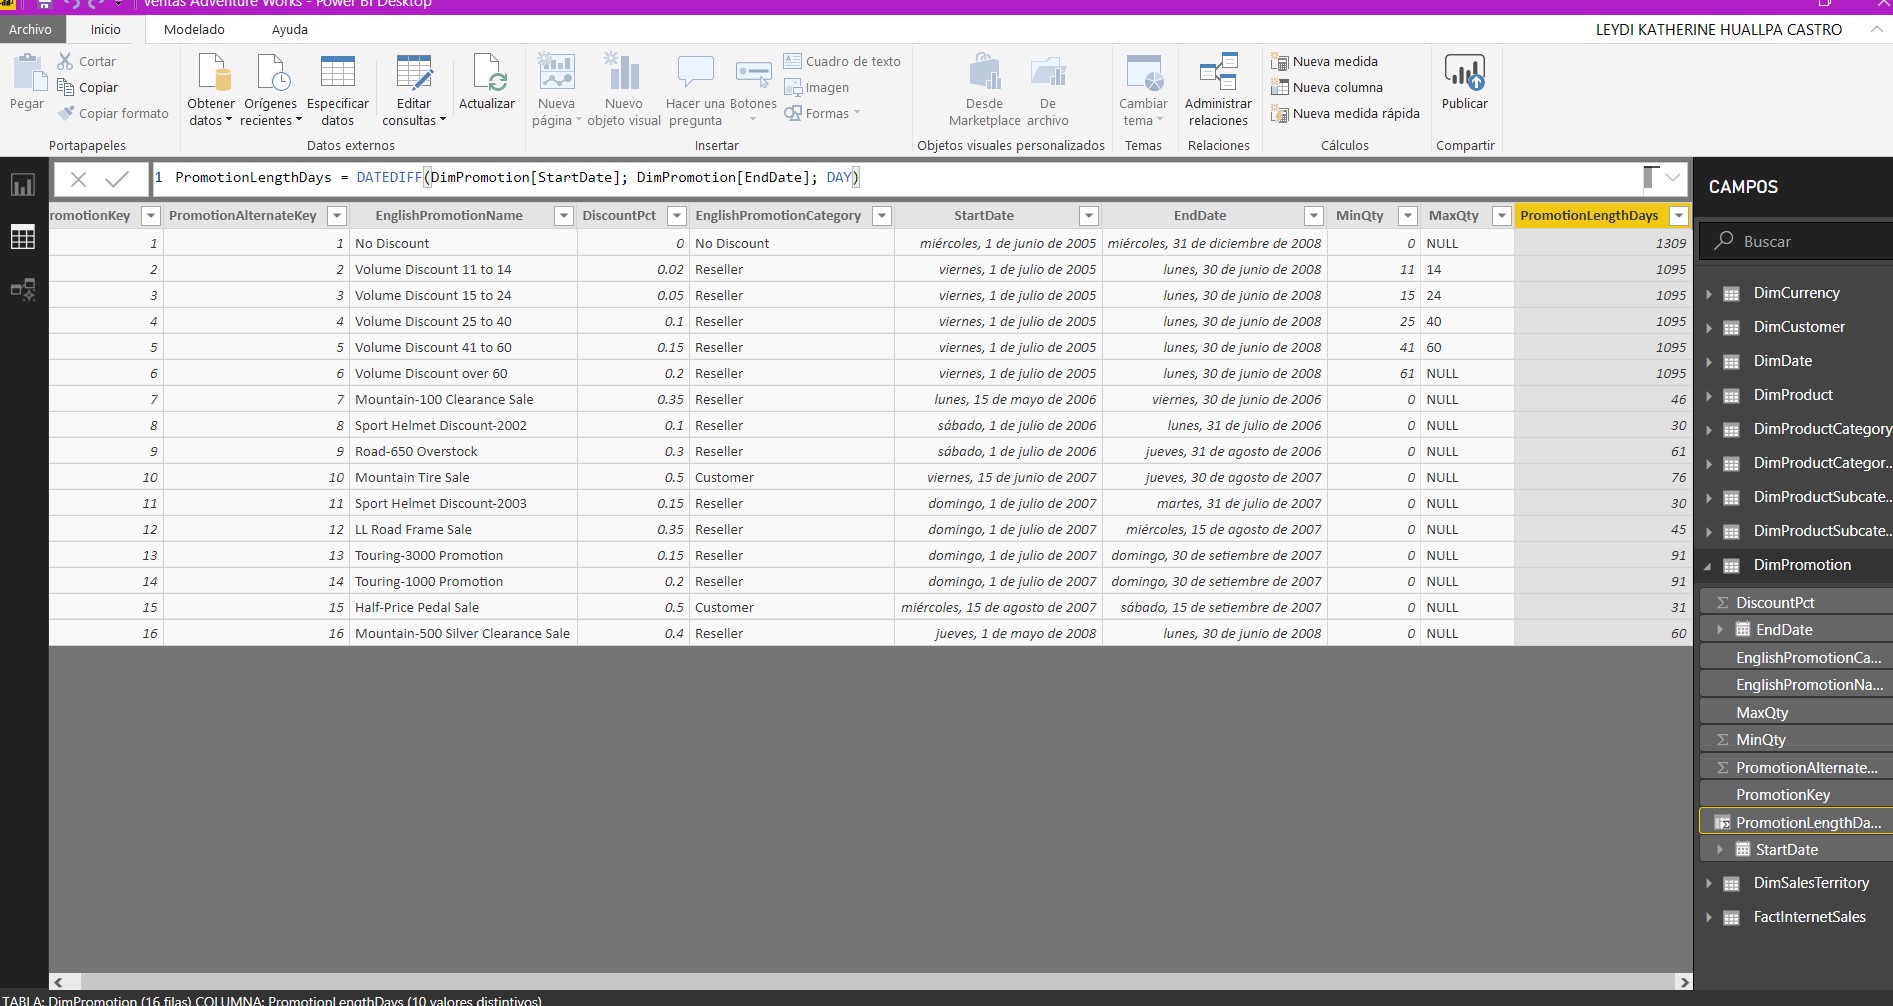 Ventas Adventure Works - Power BI Desktop
Archivo Inicio Modelado Ayuda LEYDI KATHERINE HUALLPA CASTRO
Pegar
Cortar
Copiar
Copiar formato
Portapapeles
Obtener datos
Orígenes recientes
Especificar datos
Editar consultas
Actualizar
Datos externos
Nueva página
Nuevo objeto visual
Hacer una pregunta
Botones
Cuadro de texto
Imagen
Formas
Insertar
Desde Marketplace
De archivo
Objetos visuales personalizados
Cambiar tema
Temas
Administrar relaciones
Relaciones
Nueva medida
Nueva columna
Nueva medida rápida
Cálculos
Publicar
Compartir
1 PromotionLengthDays = DATEDIFF(DimPromotion[StartDate]; DimPromotion[EndDate]; DAY)
romotionKey PromotionAlternateKey EnglishPromotionName DiscountPct EnglishPromotionCategory StartDate EndDate MinQty MaxQty PromotionLengthDays
1 1 No Discount 0 No Discount miércoles, 1 de junio de 2005 miércoles, 31 de diciembre de 2008 0 NULL 1309
2 2 Volume Discount 11 to 14 0.02 Reseller viernes, 1 de julio de 2005 lunes, 30 de junio de 2008 11 14 1095
3 3 Volume Discount 15 to 24 0.05 Reseller viernes, 1 de julio de 2005 lunes, 30 de junio de 2008 15 24 1095
4 4 Volume Discount 25 to 40 0.1 Reseller viernes, 1 de julio de 2005 lunes, 30 de junio de 2008 25 40 1095
5 5 Volume Discount 41 to 60 0.15 Reseller viernes, 1 de julio de 2005 lunes, 30 de junio de 2008 41 60 1095
6 6 Volume Discount over 60 0.2 Reseller viernes, 1 de julio de 2005 lunes, 30 de junio de 2008 61 NULL 1095
7 7 Mountain-100 Clearance Sale 0.35 Reseller lunes, 15 de mayo de 2006 viernes, 30 de junio de 2006 0 NULL 46
8 8 Sport Helmet Discount-2002 0.1 Reseller sábado, 1 de julio de 2006 lunes, 31 de julio de 2006 0 NULL 30
9 9 Road-650 Overstock 0.3 Reseller sábado, 1 de julio de 2006 jueves, 31 de agosto de 2006 0 NULL 61
10 10 Mountain Tire Sale 0.5 Customer viernes, 15 de junio de 2007 jueves, 30 de agosto de 2007 0 NULL 76
11 11 Sport Helmet Discount-2003 0.15 Reseller domingo, 1 de julio de 2007 martes, 31 de julio de 2007 0 NULL 30
12 12 LL Road Frame Sale 0.35 Reseller domingo, 1 de julio de 2007 miércoles, 15 de agosto de 2007 0 NULL 45
13 13 Touring-3000 Promotion 0.15 Reseller domingo, 1 de julio de 2007 domingo, 30 de setiembre de 2007 0 NULL 91
14 14 Touring-1000 Promotion 0.2 Reseller domingo, 1 de julio de 2007 domingo, 30 de setiembre de 2007 0 NULL 91
15 15 Half-Price Pedal Sale 0.5 Customer miércoles, 15 de agosto de 2007 sábado, 15 de setiembre de 2007 0 NULL 31
16 16 Mountain-500 Silver Clearance Sale 0.4 Reseller jueves, 1 de mayo de 2008 lunes, 30 de junio de 2008 0 NULL 60
CAMPOS
Buscar
DimCurrency
DimCustomer
DimDate
DimProduct
DimProductCategory
DimProductCategor...
DimProductSubcate...
DimProductSubcate...
DimPromotion
DiscountPct
EndDate
EnglishPromotionCa...
EnglishPromotionNa...
MaxQty
MinQty
PromotionAlternate...
PromotionKey
PromotionLengthDa...
StartDate
DimSalesTerritory
FactInternetSales
TABLA: DimPromotion (16 filas) COLUMNA: PromotionLengthDays (10 valores distintivos)